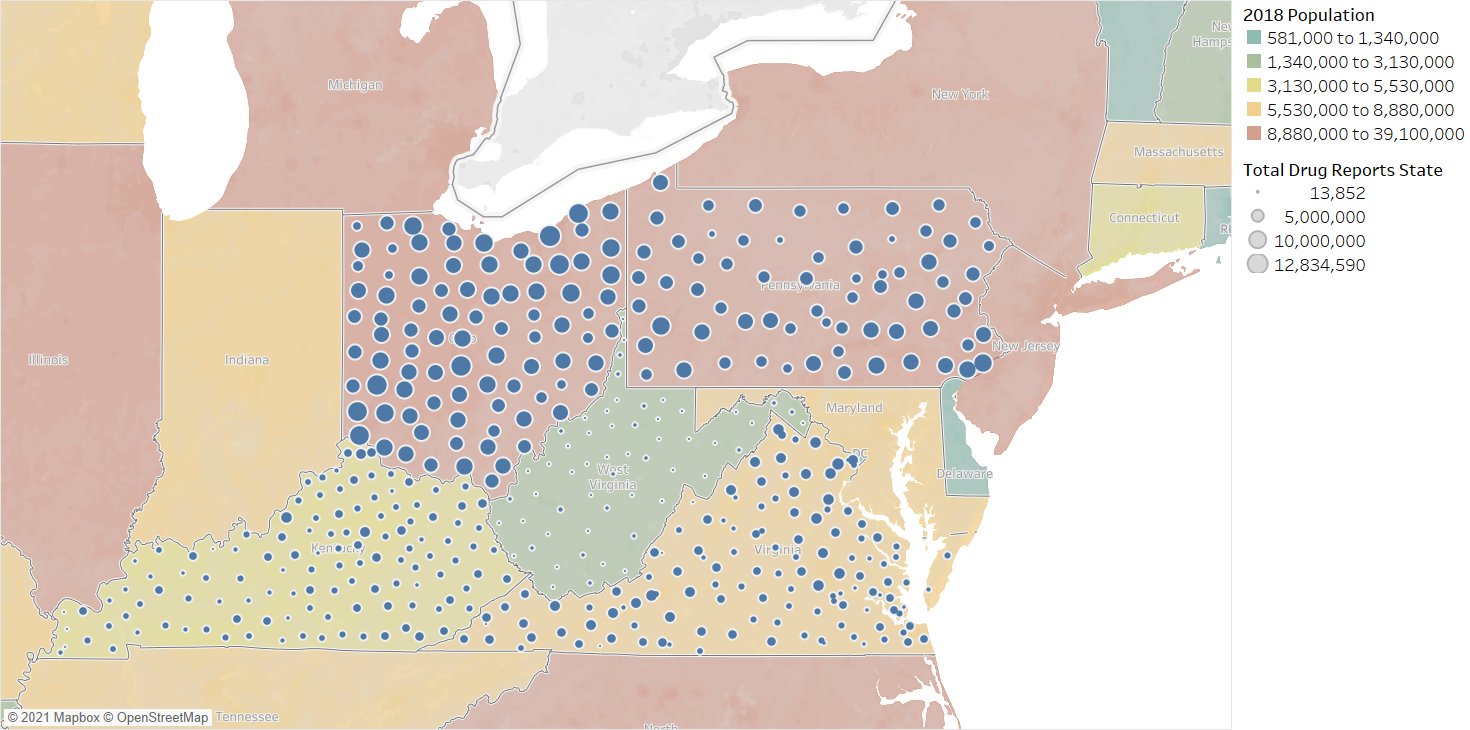 Michigan
New York
New
Hamps
Massachusetts
Connecticut
RI
Illinois
Indiana
Ohio
Pennsylvania
New Jersey
Maryland
DC
Delaware
West
Virginia
Kentucky
Virginia
Tennessee
North
© 2021 Mapbox © OpenStreetMap
2018 Population
581,000 to 1,340,000
1,340,000 to 3,130,000
3,130,000 to 5,530,000
5,530,000 to 8,880,000
8,880,000 to 39,100,000
Total Drug Reports State
13,852
5,000,000
10,000,000
12,834,590